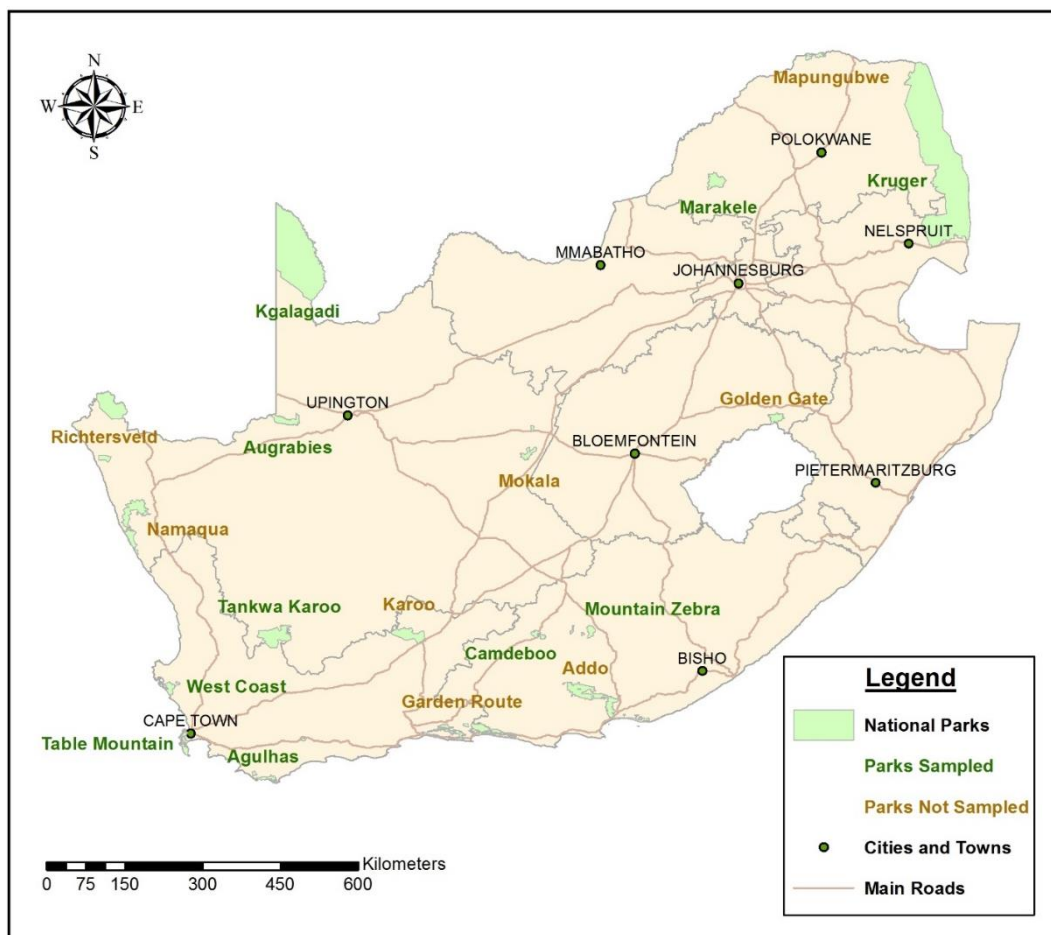 N
W E
S
Mapungubwe
POLOKWANE
Kruger
Marakele
NELSPRUIT
MMABATHO
JOHANNESBURG
Kgalagadi
UPINGTON
Golden Gate
Richtersveld
Augrabies
BLOEMFONTEIN
Mokala
PIETERMARITZBURG
Namaqua
Tankwa Karoo
Karoo
Mountain Zebra
Camdeboo
Addo
BISHO
West Coast
Garden Route
CAPE TOWN
Table Mountain
Agulhas
Legend
National Parks
Parks Sampled
Parks Not Sampled
Cities and Towns
Main Roads
Kilometers
0 75 150 300 450 600